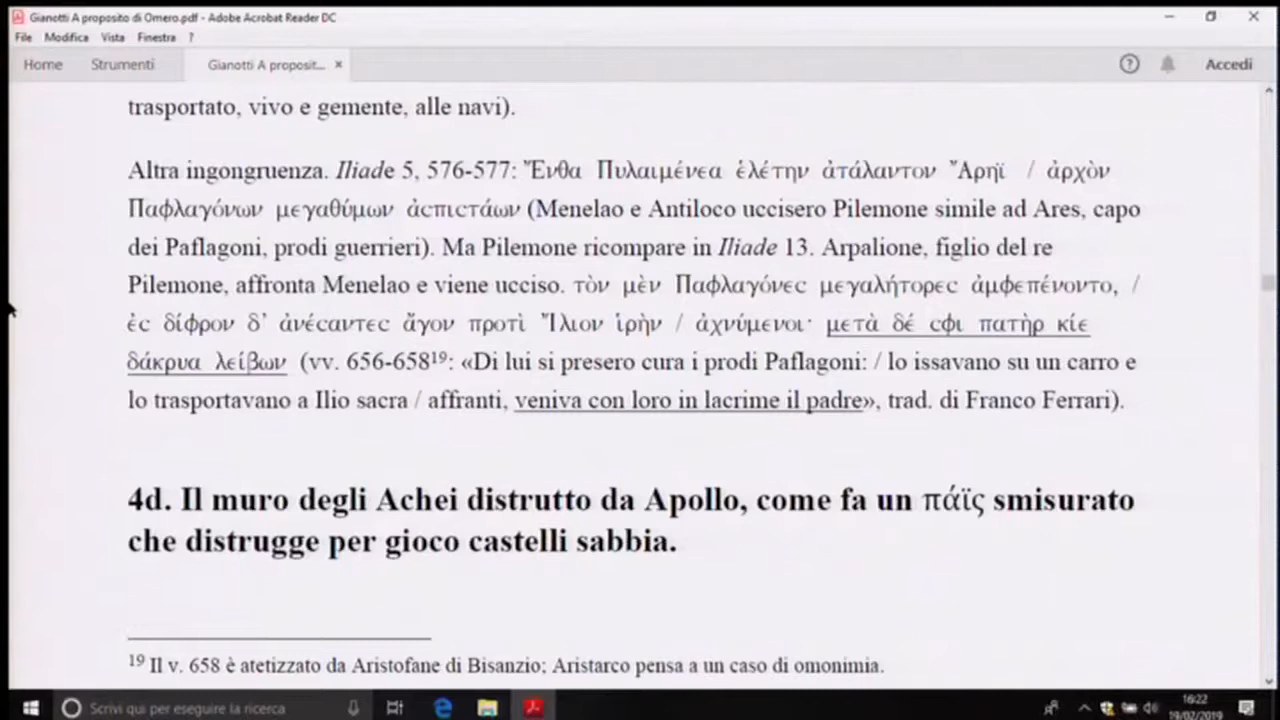 Gianotti A proposito di Omero.pdf - Adobe Acrobat Reader DC
File Modifica Vista Finestra ?
Home Strumenti Gianotti A proposit... × Accedi
trasportato, vivo e gemente, alle navi).
Altra ingongruenza. Iliade 5, 576-577: Ἔνθα Πυλαιμένεα ἑλέτην ἀτάλαντον Ἄρηϊ / ἀρχὸν
Παφλαγόνων μεγαθύμων ἀϲπιϲτάων (Menelao e Antiloco uccisero Pilemone simile ad Ares, capo
dei Paflagoni, prodi guerrieri). Ma Pilemone ricompare in Iliade 13. Arpalione, figlio del re
Pilemone, affronta Menelao e viene ucciso. τὸν μὲν Παφλαγόνεϲ μεγαλήτορεϲ ἀμφεπένοντο, /
ἐϲ δίφρον δ’ ἀνέϲαντεϲ ἄγον προτὶ Ἴλιον ἱρὴν / ἀχνύμενοι· μετὰ δέ ϲφι πατὴρ κίε
δάκρυα λείβων (vv. 656-658¹⁹: «Di lui si presero cura i prodi Paflagoni: / lo issavano su un carro e
lo trasportavano a Ilio sacra / affranti, veniva con loro in lacrime il padre», trad. di Franco Ferrari).
4d. Il muro degli Achei distrutto da Apollo, come fa un πάϊς smisurato
che distrugge per gioco castelli sabbia.
¹⁹ Il v. 658 è atetizzato da Aristofane di Bisanzio; Aristarco pensa a un caso di omonimia.
Scrivi qui per eseguire la ricerca
16:22
19/02/2019